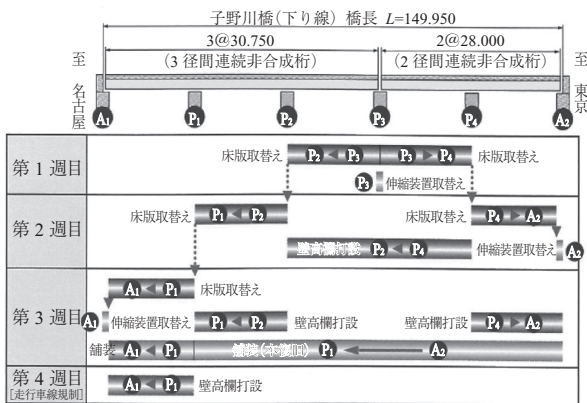 子野川橋(下り線) 橋長 L=149.950
3@30.750
(3径間連続非合成桁)
2@28.000
(2径間連続非合成桁)
至名古屋
至東京
A1 P1 P2 P3 P4 A2
第1週目
床版取替え P2 P3 P3 P4 床版取替え
P3 伸縮装置取替え
第2週目
床版取替え P1 P2 床版取替え P4 A2
壁高欄打設 P2 P4 伸縮装置取替え A2
第3週目
A1 P1 床版取替え
A1 伸縮装置取替え P1 P2 壁高欄打設 壁高欄打設 P4 A2
舗装 A1 P1 舗装(本復旧) P1 A2
第4週目
[走行車線規制]
A1 P1 壁高欄打設